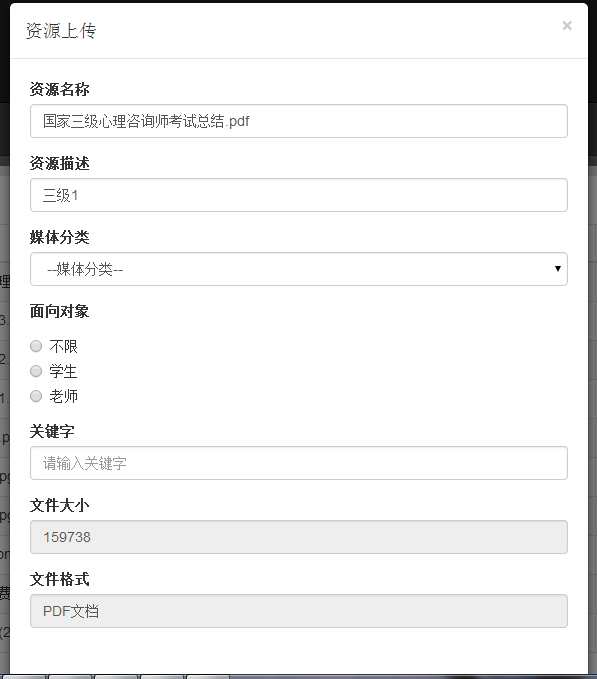 资源上传
×
资源名称
国家三级心理咨询师考试总结.pdf
资源描述
三级1
媒体分类
--媒体分类--
面向对象
不限
学生
老师
关键字
请输入关键字
文件大小
159738
文件格式
PDF文档